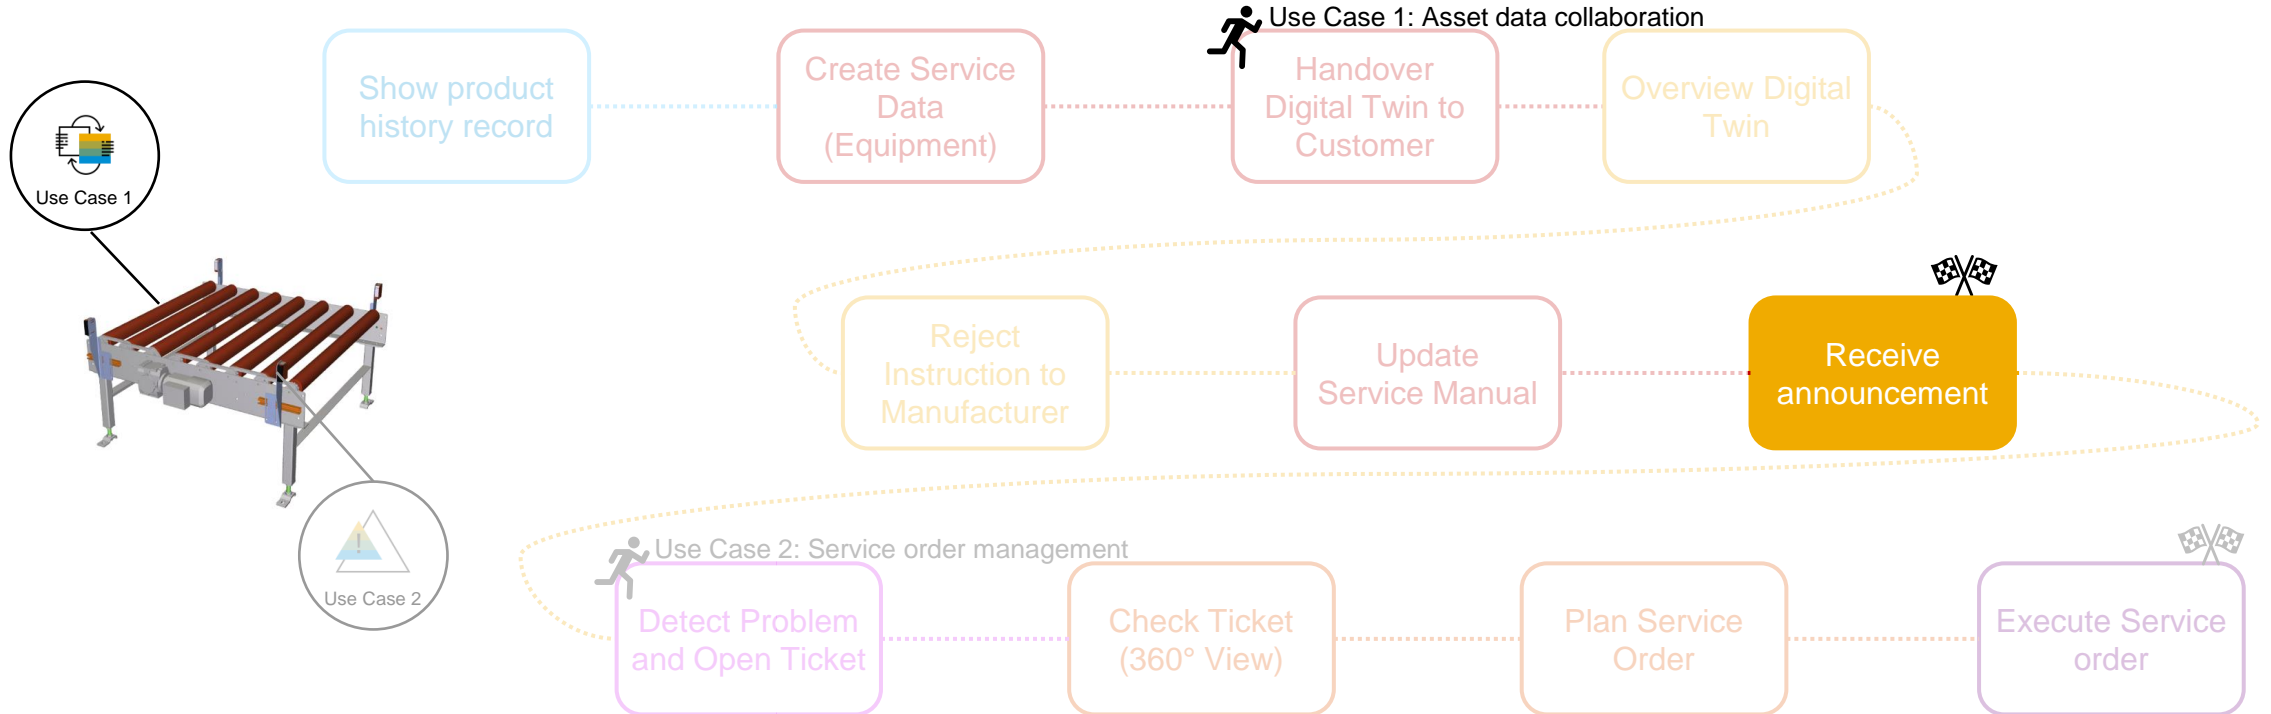 Use Case 1: Asset data collaboration
Show product
history record
Create Service
Data
(Equipment)
Handover
Digital Twin to
Customer
Overview Digital
Twin
Use Case 1
Reject
Instruction to
Manufacturer
Update
Service Manual
Receive
announcement
Use Case 2
Use Case 2: Service order management
Detect Problem
and Open Ticket
Check Ticket
(360° View)
Plan Service
Order
Execute Service
order